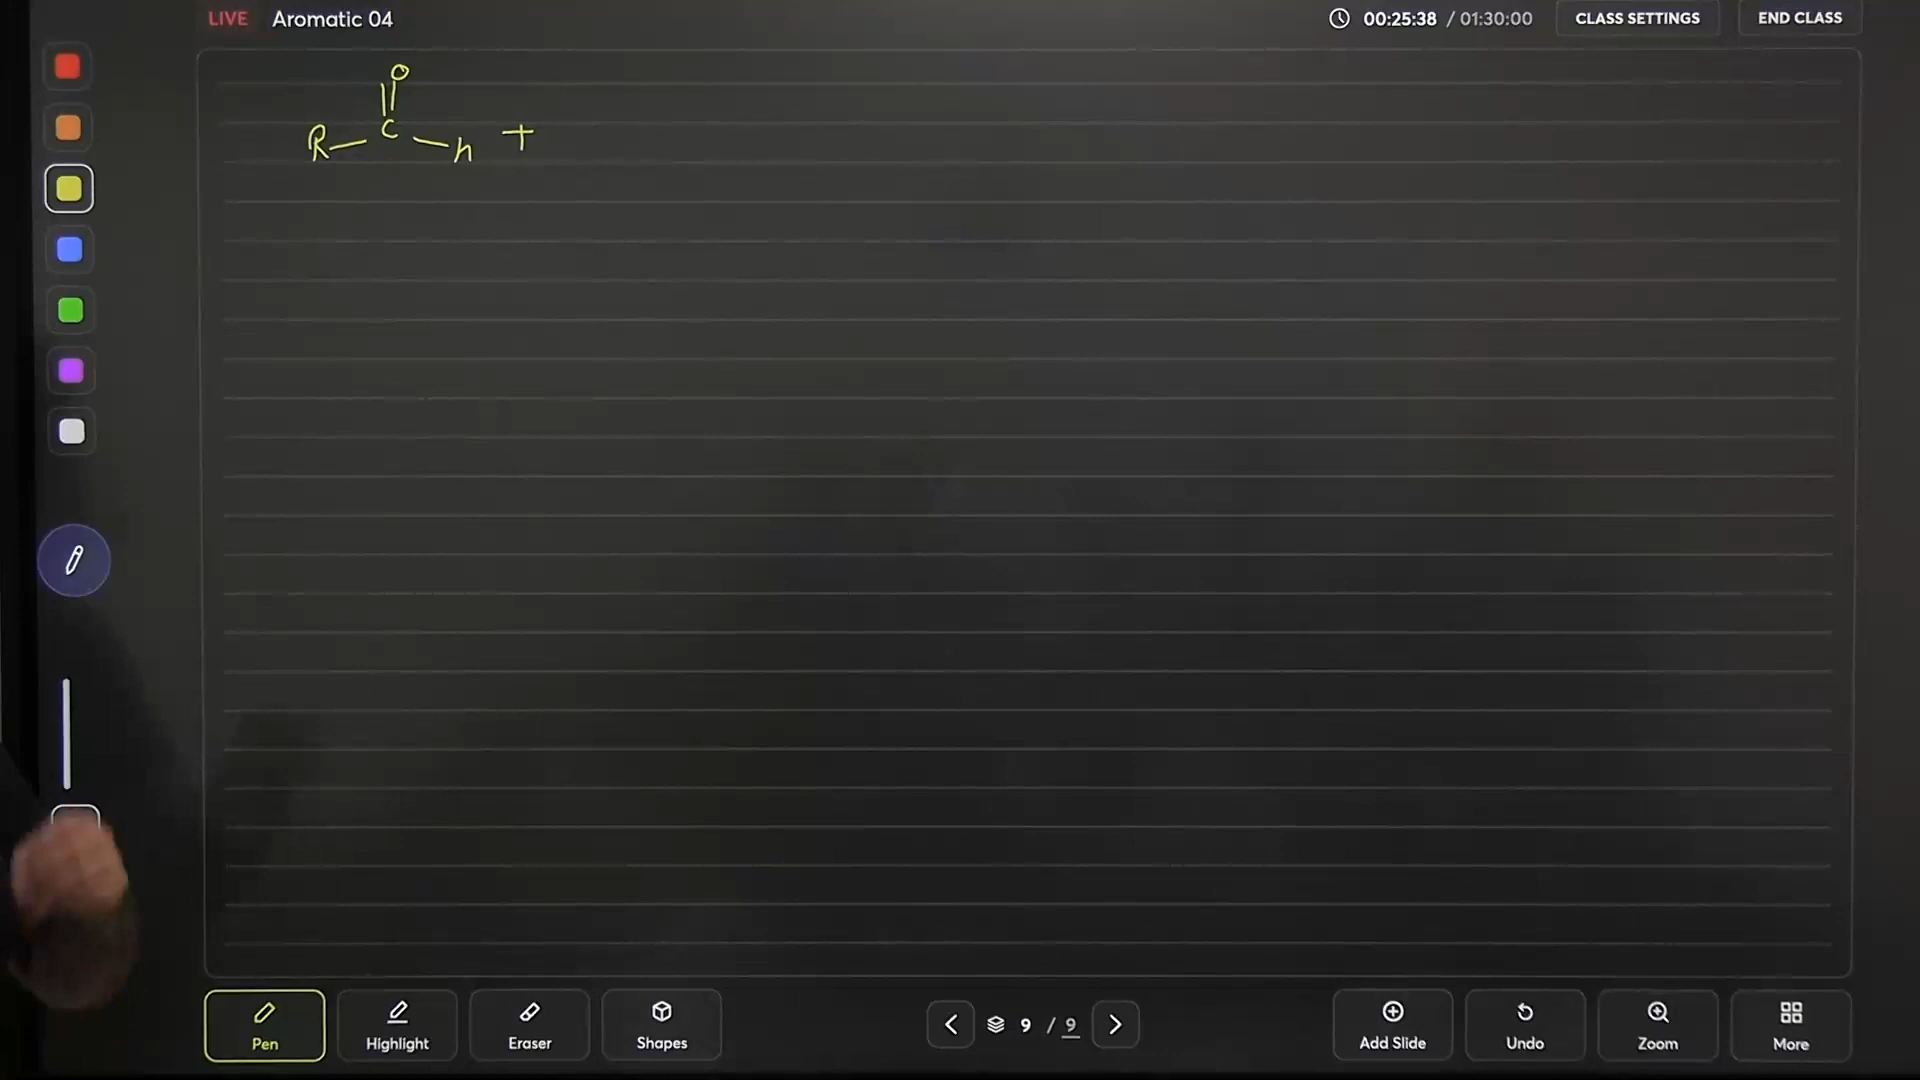 LIVE Aromatic 04 00:25:38 / 01:30:00 CLASS SETTINGS END CLASS
O
R — C — H +
Pen Highlight Eraser Shapes 9 / 9 Add Slide Undo Zoom More